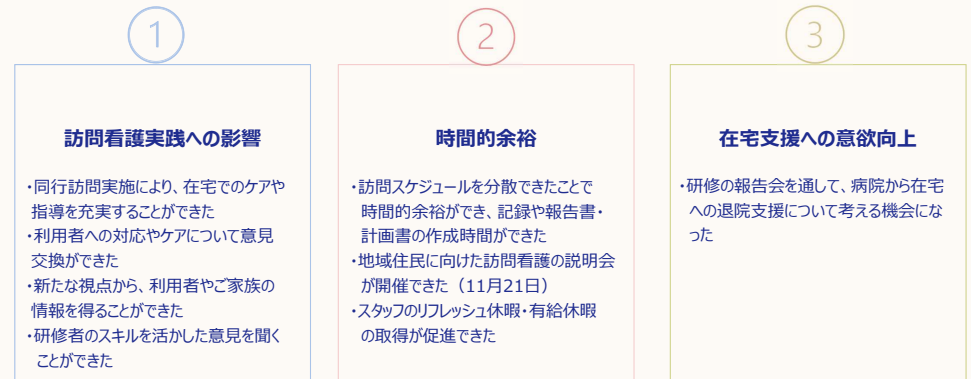 1
訪問看護実践への影響
・同行訪問実施により、在宅でのケアや
指導を充実することができた
・利用者への対応やケアについて意見
交換ができた
・新たな視点から、利用者やご家族の
情報を得ることができた
・研修者のスキルを活かした意見を聞く
ことができた
2
時間的余裕
・訪問スケジュールを分散できたことで
時間的余裕ができ、記録や報告書・
計画書の作成時間ができた
・地域住民に向けた訪問看護の説明会
が開催できた（11月21日）
・スタッフのリフレッシュ休暇・有給休暇
の取得が促進できた
3
在宅支援への意欲向上
・研修の報告会を通して、病院から在宅
への退院支援について考える機会にな
った